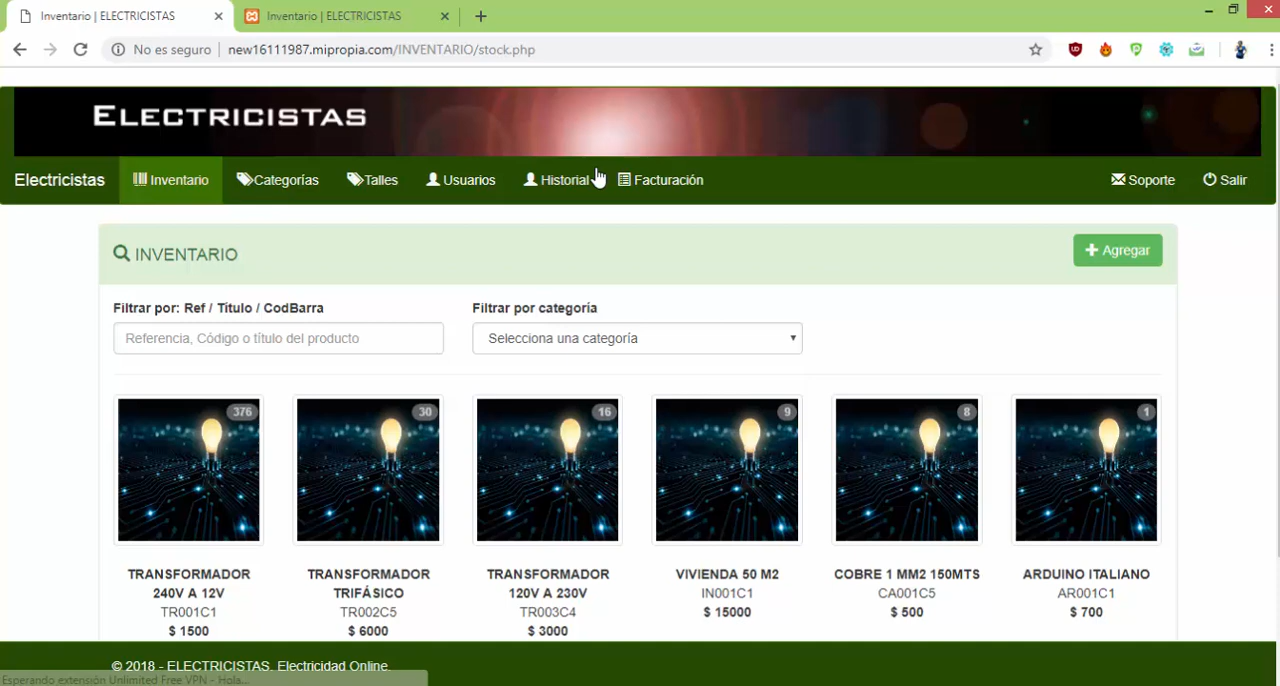 Inventario | ELECTRICISTAS
Inventario | ELECTRICISTAS
No es seguro
new16111987.mipropia.com/INVENTARIO/stock.php
ELECTRICISTAS
Electricistas
Inventario
Categorías
Talles
Usuarios
Historial
Facturación
Soporte
Salir
INVENTARIO
Agregar
Filtrar por: Ref / Título / CodBarra
Filtrar por categoría
Referencia, Código o título del producto
Selecciona una categoría
376
30
16
9
8
1
TRANSFORMADOR
240V A 12V
TR001C1
$ 1500
TRANSFORMADOR
TRIFÁSICO
TR002C5
$ 6000
TRANSFORMADOR
120V A 230V
TR003C4
$ 3000
VIVIENDA 50 M2
IN001C1
$ 15000
COBRE 1 MM2 150MTS
CA001C5
$ 500
ARDUINO ITALIANO
AR001C1
$ 700
© 2018 - ELECTRICISTAS. Electricidad Online.
Esperando extensión Unlimited Free VPN - Hola...